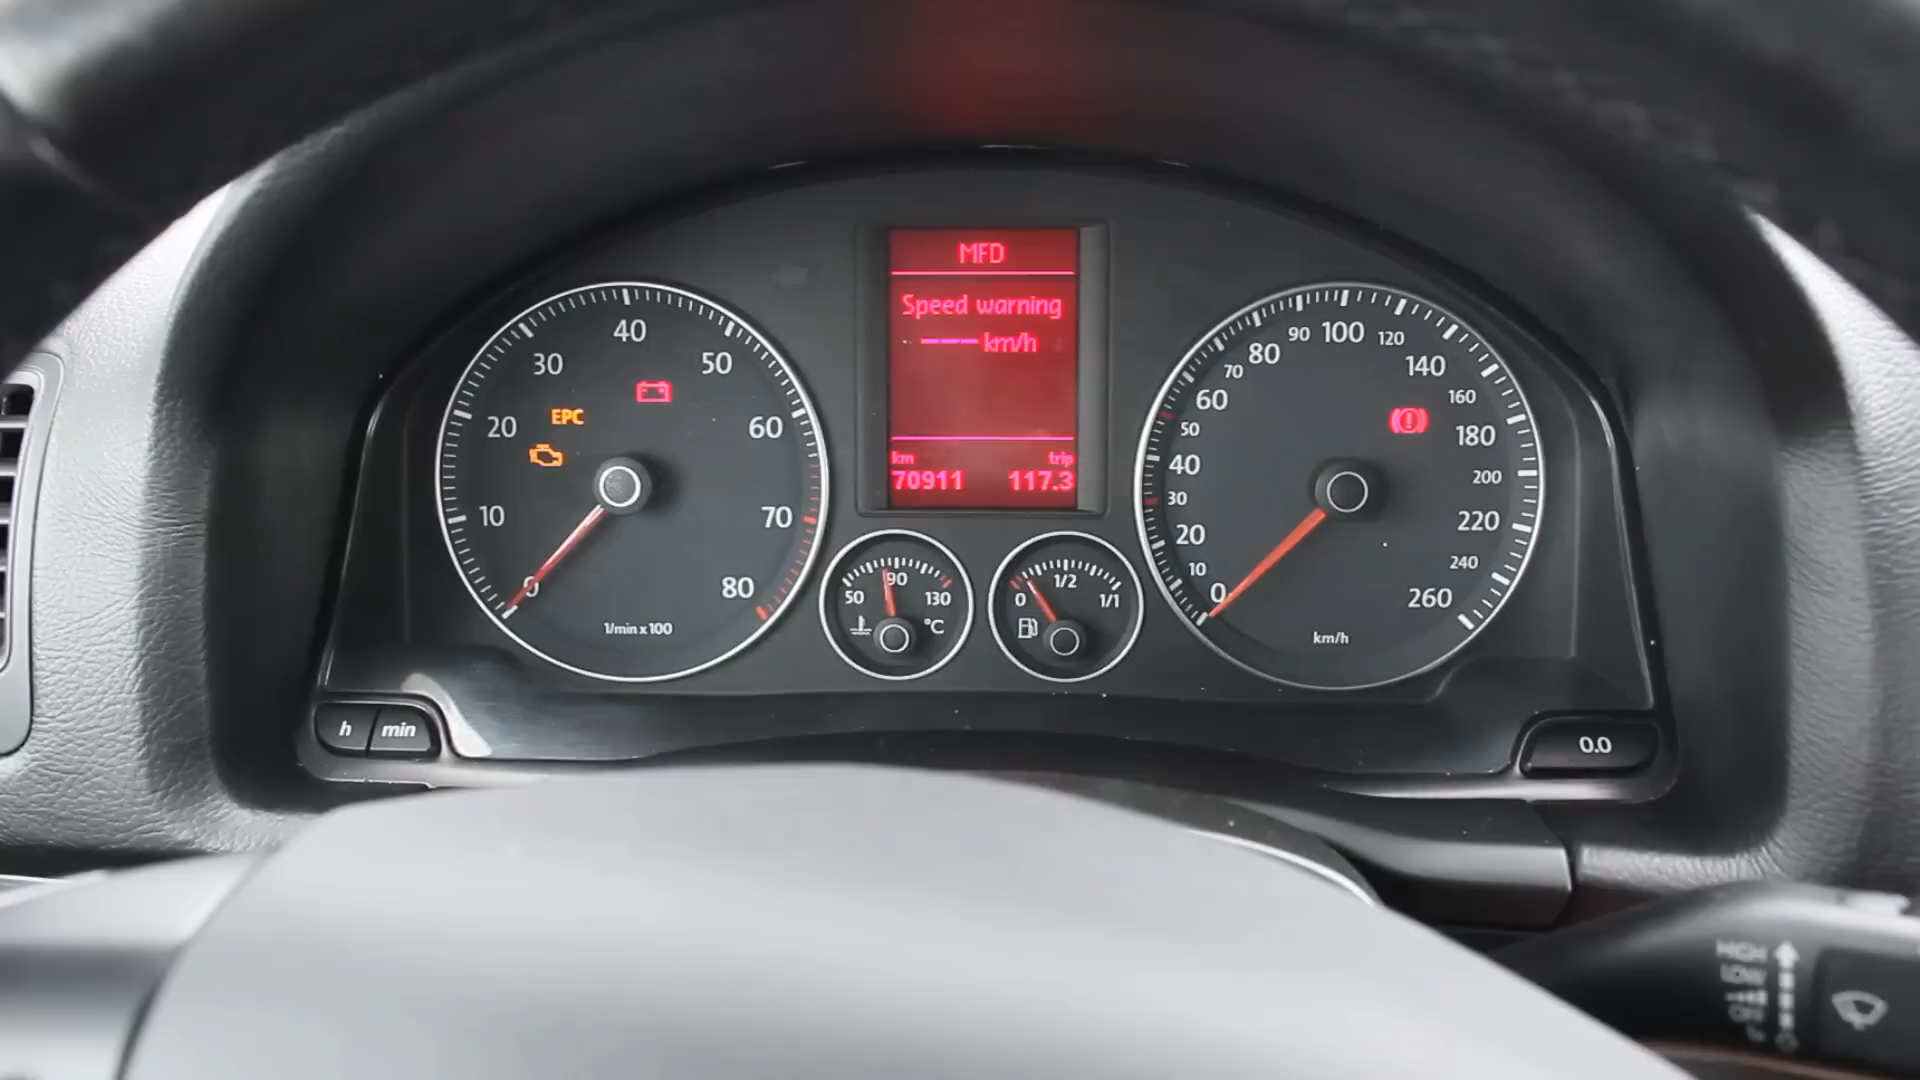 MFD
Speed warning
--- km/h
km trip
70911 117.3
0 10 20 30 40 50 60 70 80
EPC
1/min x 100
50 90 130
°C
0 1/2 1/1
0 10 20 30 40 50 60 70 80 90 100 120 140 160 180 200 220 240 260
km/h
h min
0.0
HIGH
LOW